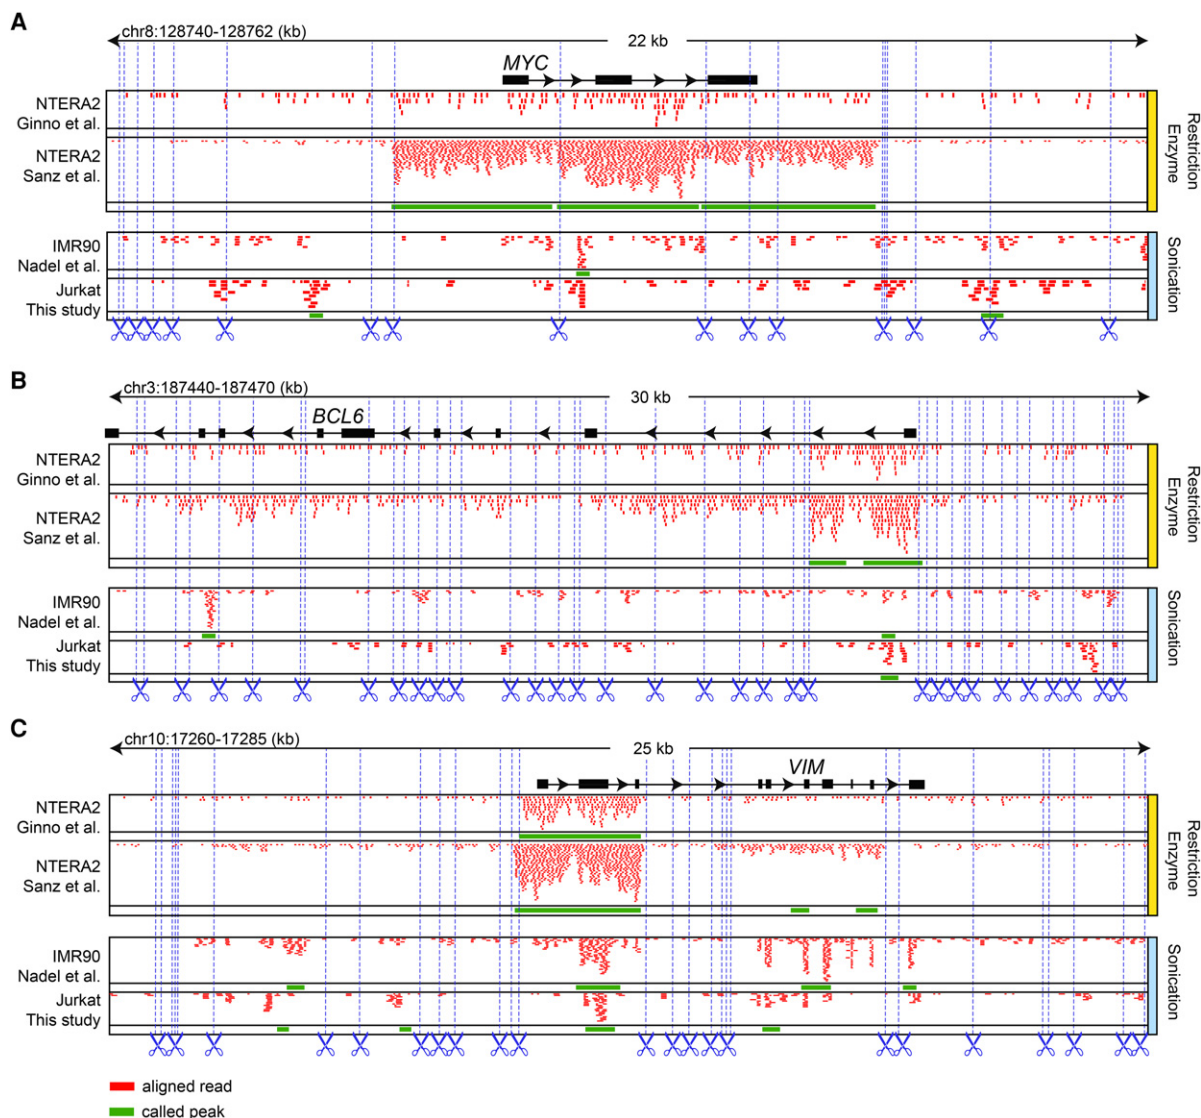 A
chr8:128740-128762 (kb)
22 kb
MYC
NTERA2
Ginno et al.
NTERA2
Sanz et al.
Restriction
Enzyme
IMR90
Nadel et al.
Jurkat
This study
Sonication
B
chr3:187440-187470 (kb)
30 kb
BCL6
NTERA2
Ginno et al.
NTERA2
Sanz et al.
Restriction
Enzyme
IMR90
Nadel et al.
Jurkat
This study
Sonication
C
chr10:17260-17285 (kb)
25 kb
VIM
NTERA2
Ginno et al.
NTERA2
Sanz et al.
Restriction
Enzyme
IMR90
Nadel et al.
Jurkat
This study
Sonication
aligned read
called peak